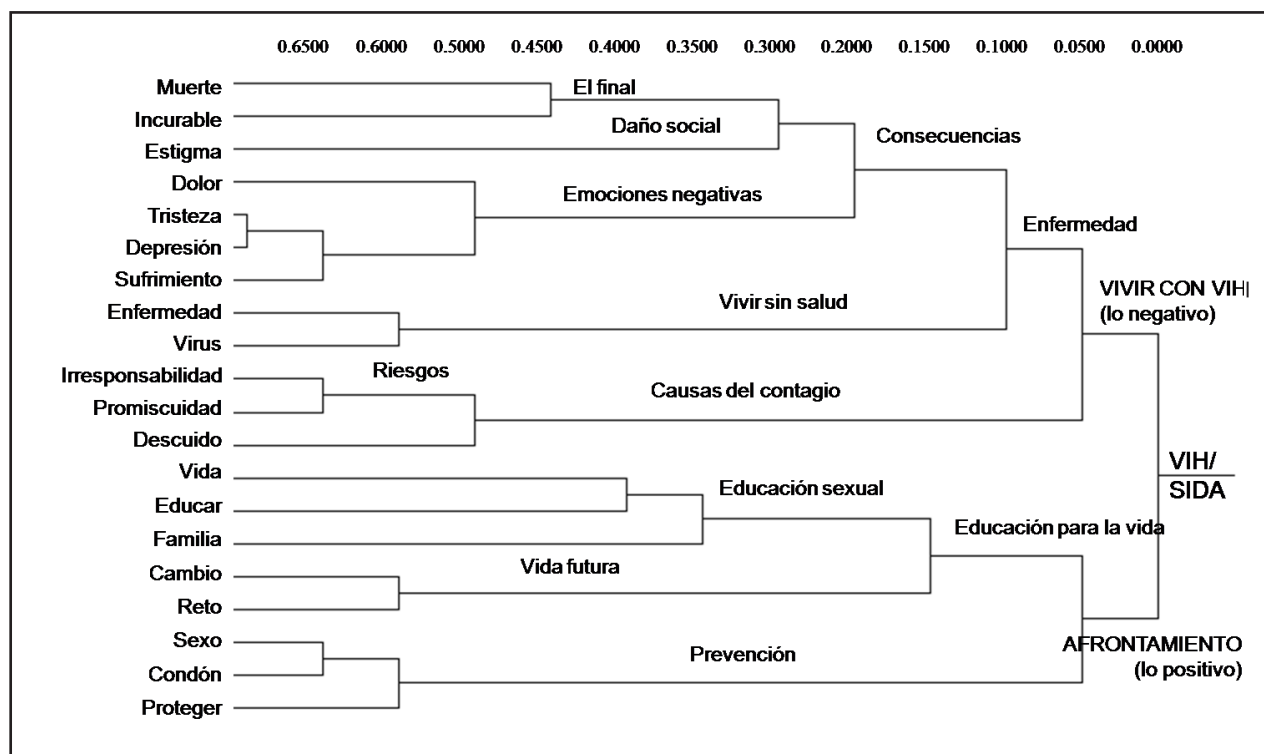 0.6500 0.6000 0.5000 0.4500 0.4000 0.3500 0.3000 0.2000 0.1500 0.1000 0.0500 0.0000
Muerte
El final
Incurable
Daño social
Consecuencias
Estigma
Dolor
Emociones negativas
Tristeza
Enfermedad
Depresión
Sufrimiento
VIVIR CON VIH
(lo negativo)
Vivir sin salud
Enfermedad
Virus
Riesgos
Irresponsabilidad
Causas del contagio
Promiscuidad
Descuido
VIH/
SIDA
Vida
Educación sexual
Educar
Educación para la vida
Familia
Vida futura
Cambio
Reto
Sexo
AFRONTAMIENTO
(lo positivo)
Prevención
Condón
Proteger